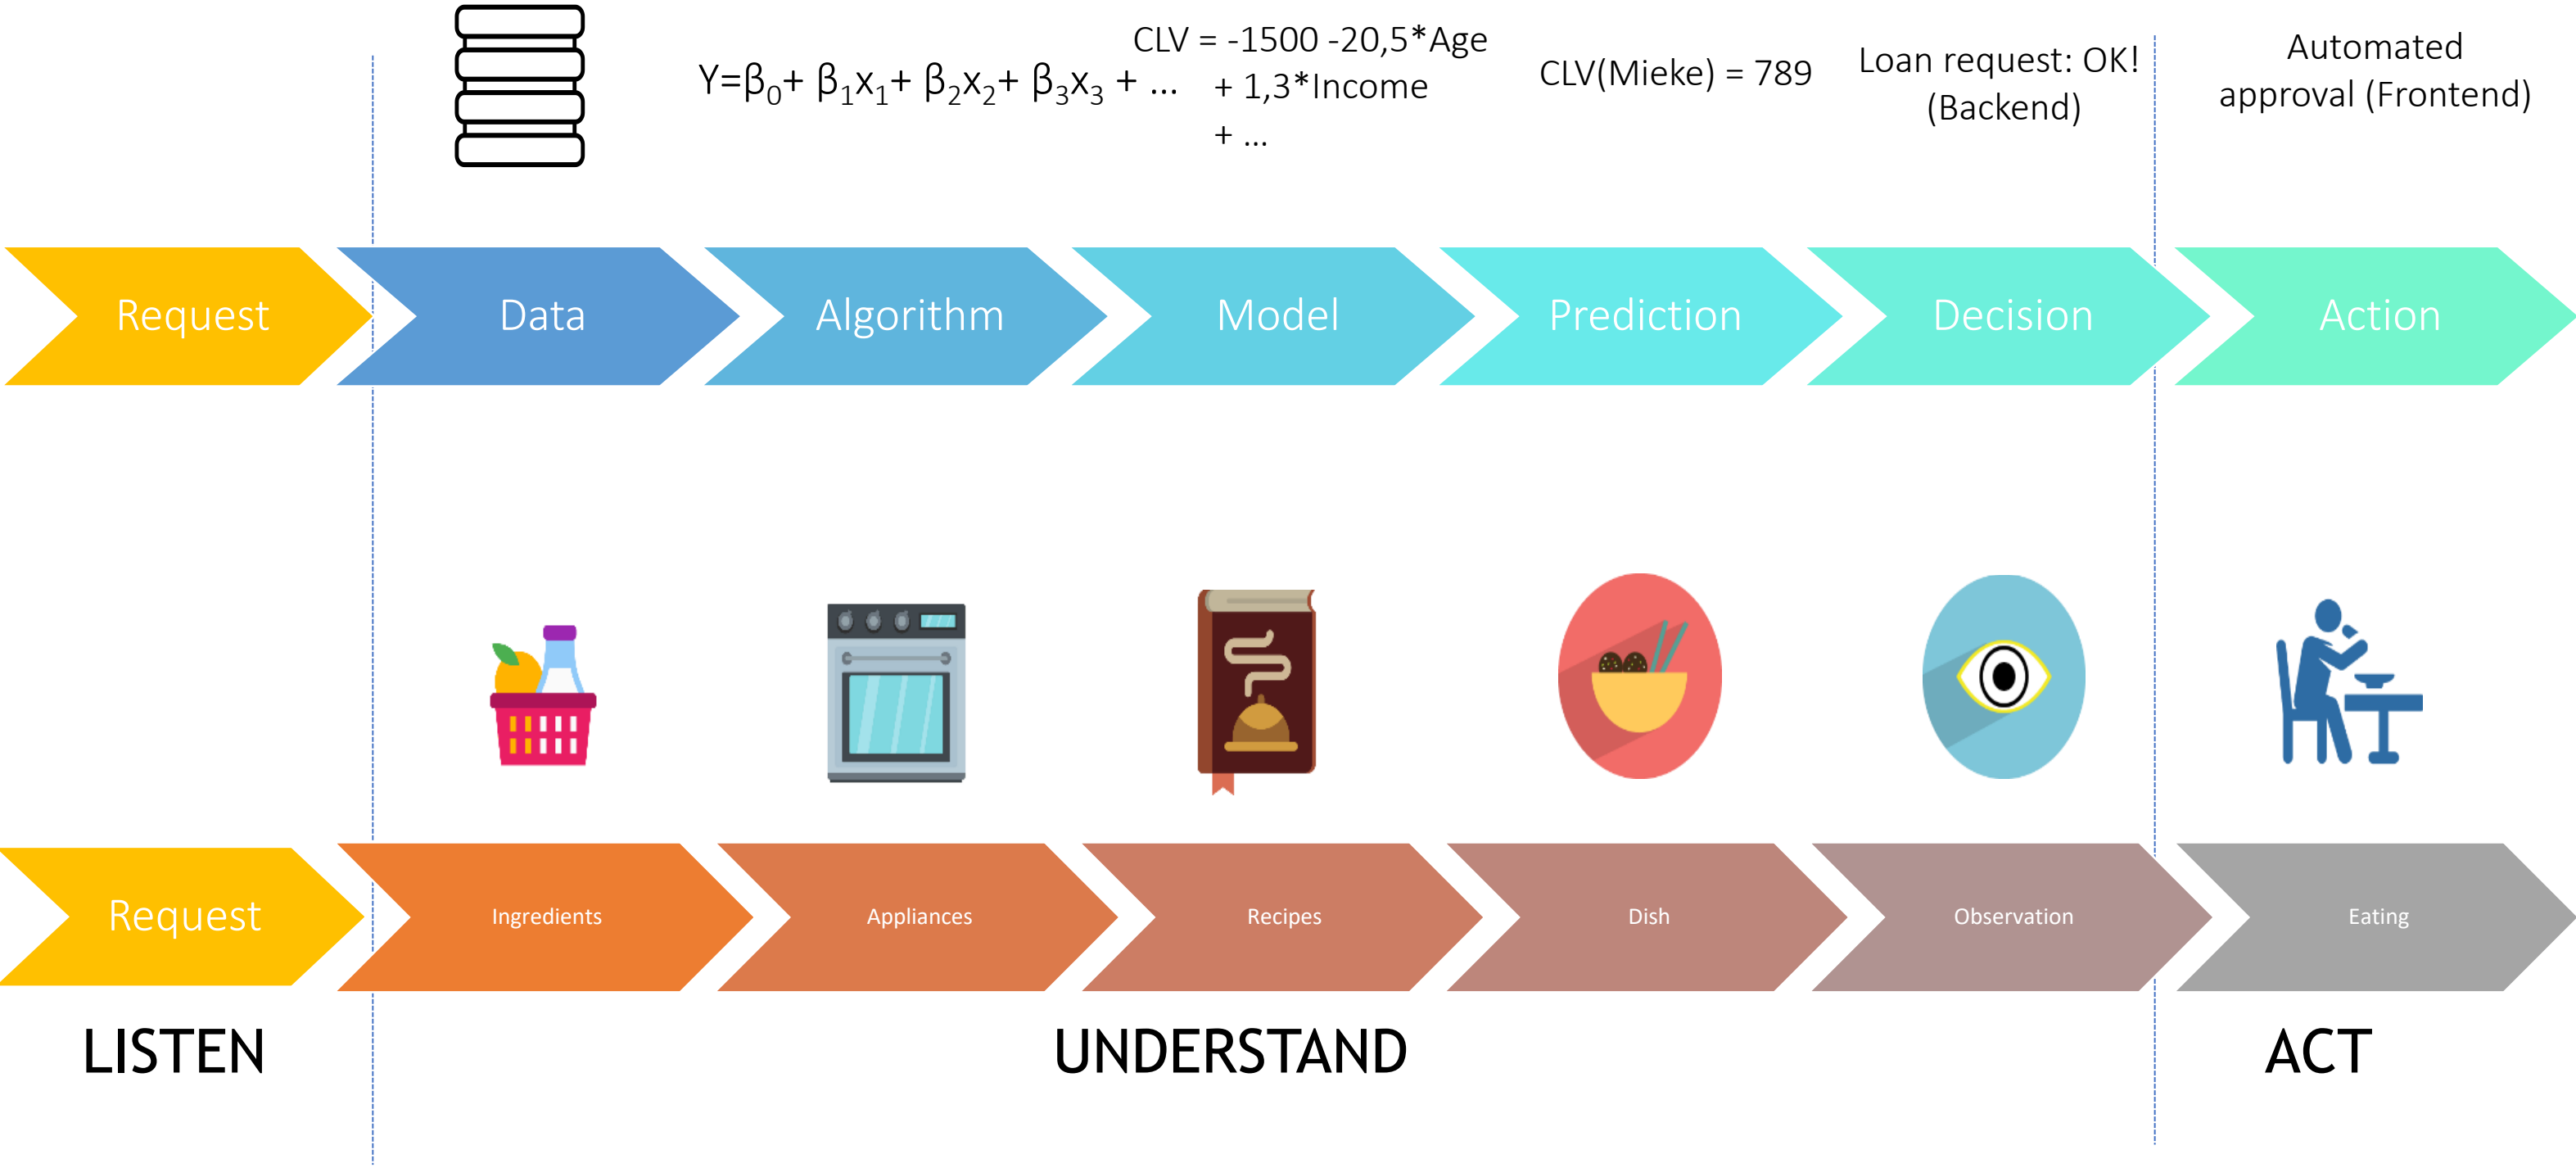 Y=β₀+ β₁x₁+ β₂x₂+ β₃x₃ + ...
CLV = -1500 -20,5*Age
+ 1,3*Income
+ ...
CLV(Mieke) = 789
Loan request: OK!
(Backend)
Automated
approval (Frontend)
Request
Data
Algorithm
Model
Prediction
Decision
Action
Request
Ingredients
Appliances
Recipes
Dish
Observation
Eating
LISTEN
UNDERSTAND
ACT